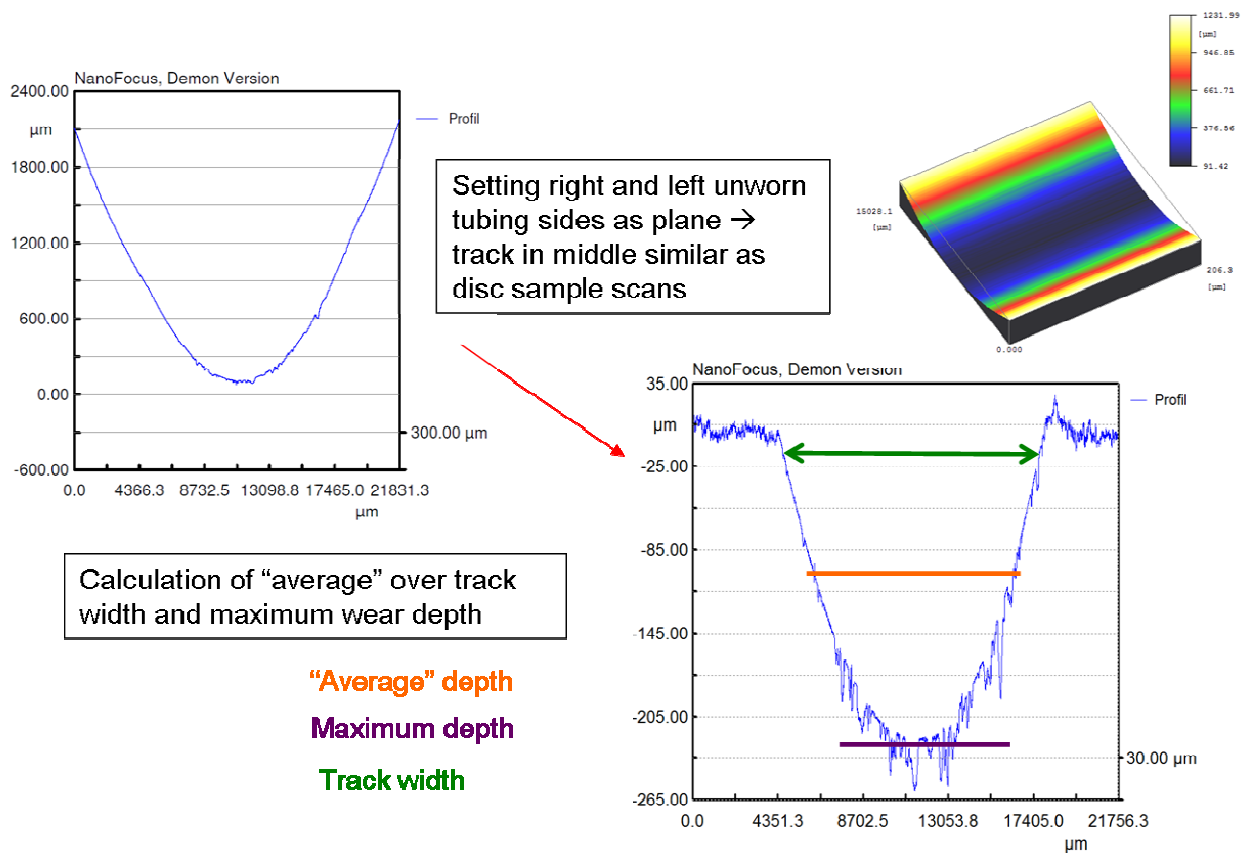 NanoFocus, Demon Version
2400.00
µm
1800.00
1200.00
600.00
0.00
-600.00
300.00 µm
0.0 4366.3 8732.5 13098.8 17465.0 21831.3
µm
Profil
Setting right and left unworn
tubing sides as plane →
track in middle similar as
disc sample scans
1231.99
[µm]
946.85
661.71
376.56
91.42
15028.1
[µm]
206.3
[µm]
0.000
NanoFocus, Demon Version
35.00
µm
-25.00
-85.00
-145.00
-205.00
-265.00
30.00 µm
0.0 4351.3 8702.5 13053.8 17405.0 21756.3
µm
Profil
Calculation of “average” over track
width and maximum wear depth
“Average” depth
Maximum depth
Track width